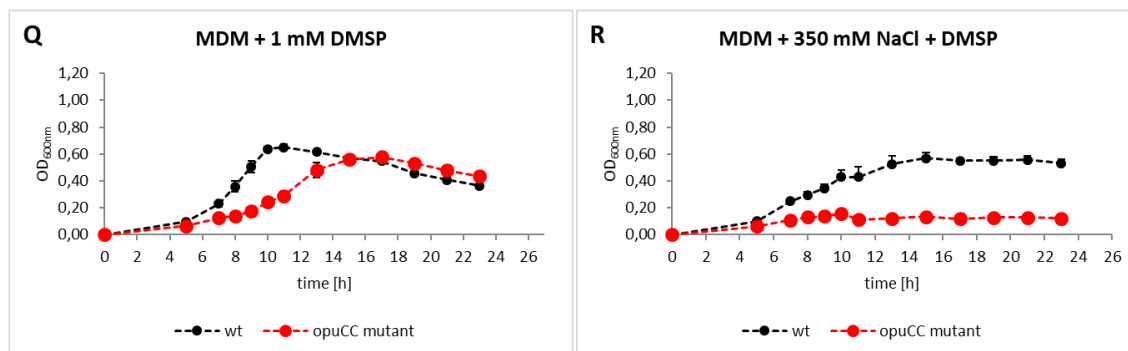 Q
MDM + 1 mM DMSP
1,20
1,00
0,80
0,60
0,40
0,20
0,00
OD600nm
0 2 4 6 8 10 12 14 16 18 20 22 24 26
time [h]
wt opuCC mutant
R
MDM + 350 mM NaCl + DMSP
1,20
1,00
0,80
0,60
0,40
0,20
0,00
OD600nm
0 2 4 6 8 10 12 14 16 18 20 22 24 26
time [h]
wt opuCC mutant